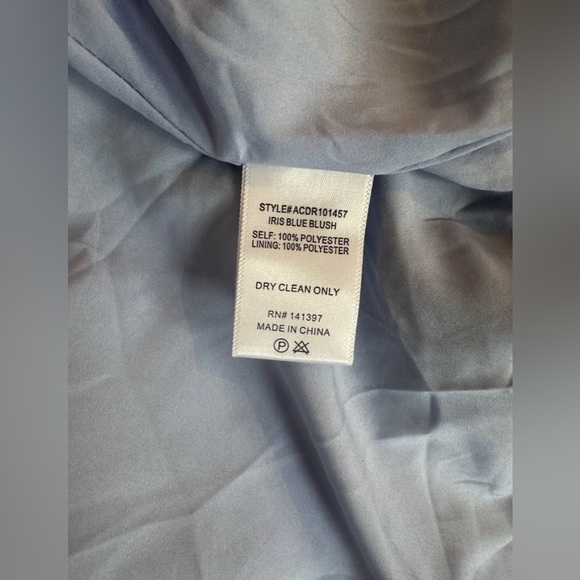 STYLE# ACDR101457
IRIS BLUE BLUSH
SELF: 100% POLYESTER
LINING: 100% POLYESTER
DRY CLEAN ONLY
RN# 141397
MADE IN CHINA
P